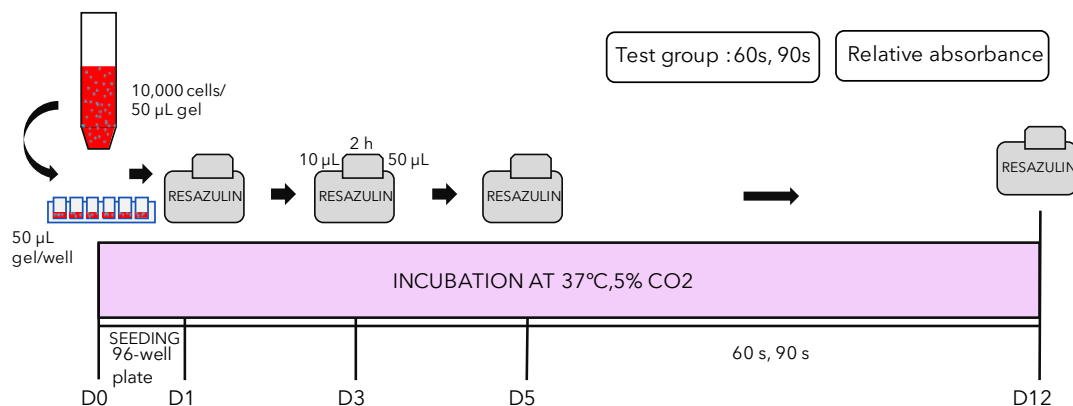 Test group :60s, 90s
Relative absorbance
10,000 cells/
50 µL gel
2 h
10 µL
50 µL
RESAZULIN
RESAZULIN
RESAZULIN
RESAZULIN
50 µL
gel/well
INCUBATION AT 37°C,5% CO2
SEEDING
96-well
plate
60 s, 90 s
D0
D1
D3
D5
D12